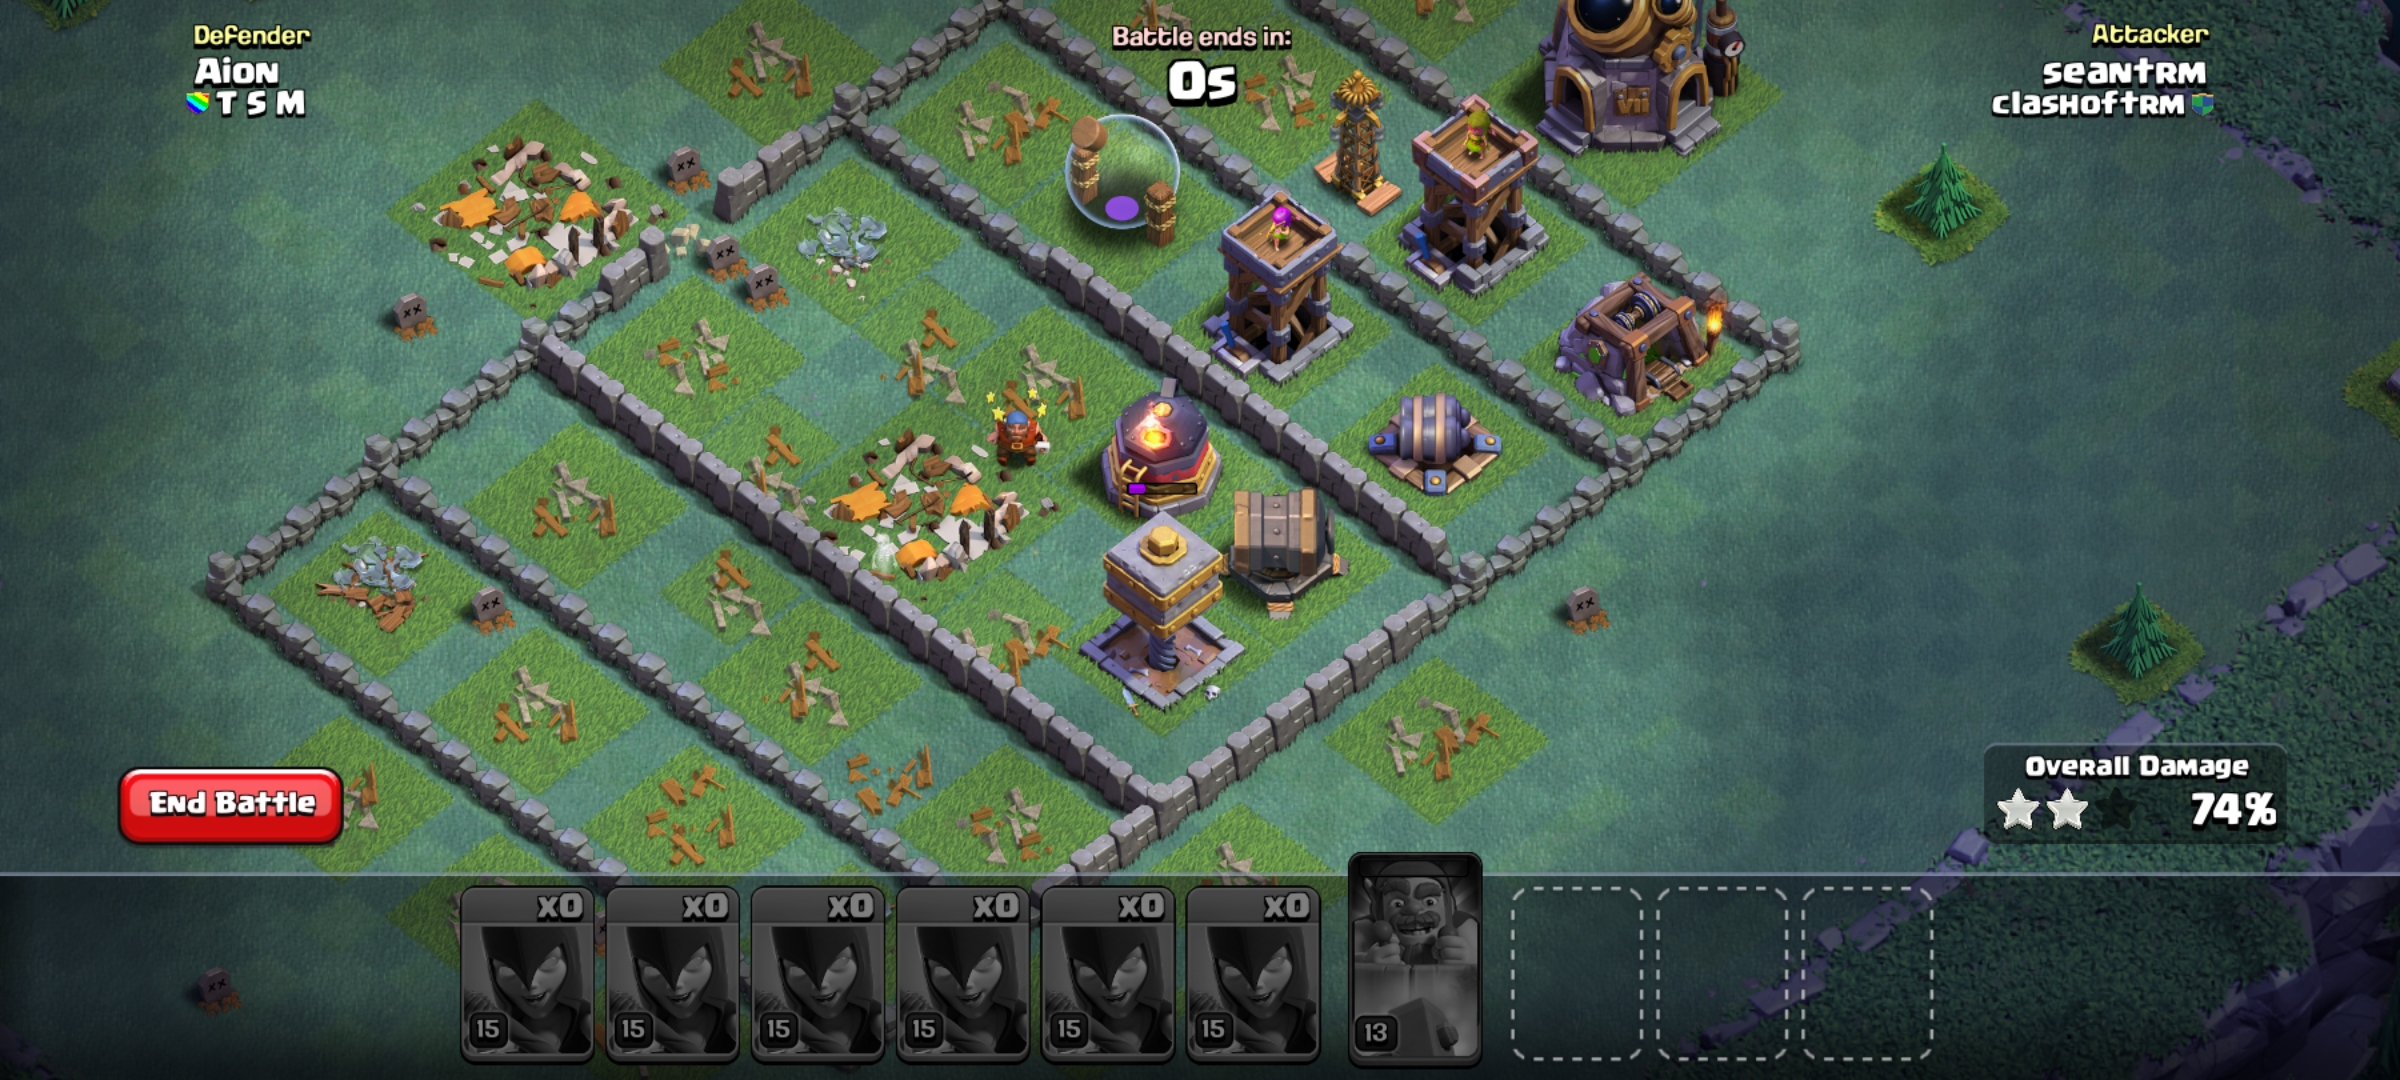 Defender
Aion
T S M
Battle ends in:
0s
Attacker
seantrm
clashoftrm
VII
End Battle
Overall Damage
74%
x0
x0
x0
x0
x0
x0
15
15
15
15
15
15
13